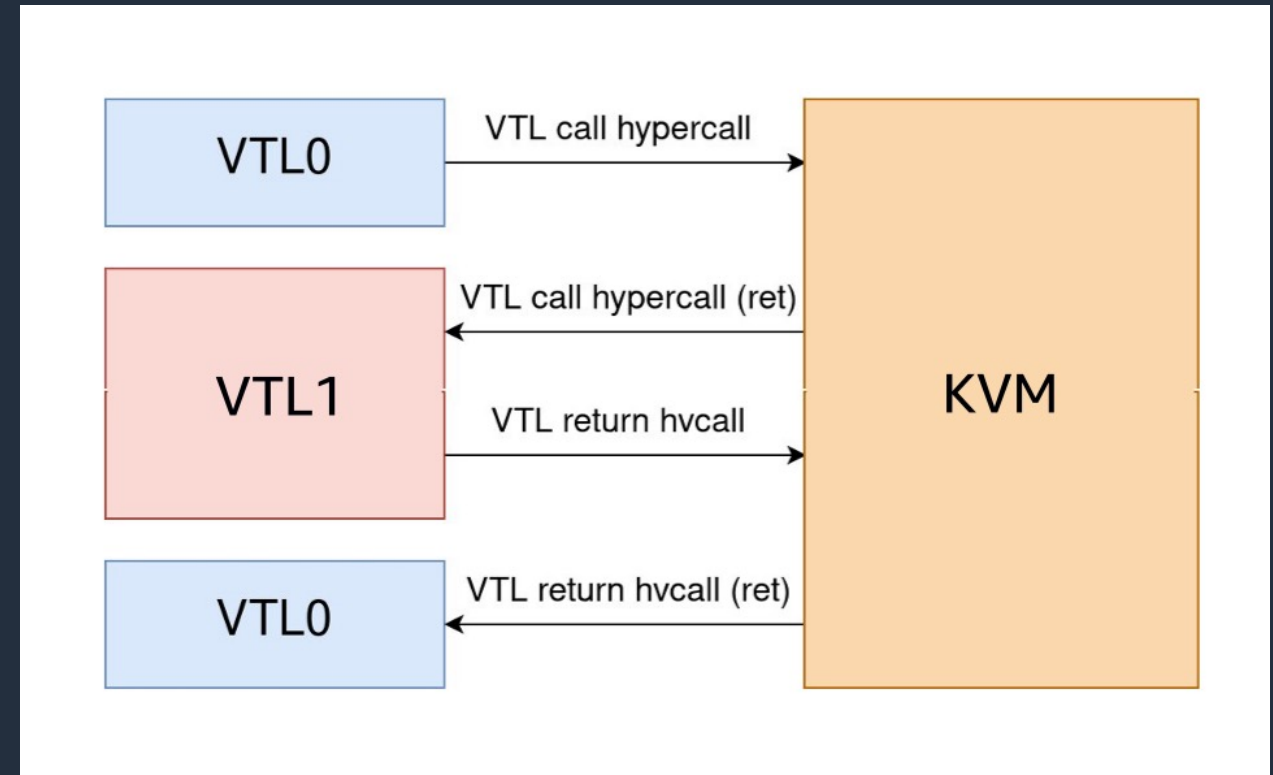 VTL0
VTL call hypercall
VTL call hypercall (ret)
VTL1
KVM
VTL return hvcall
VTL return hvcall (ret)
VTL0